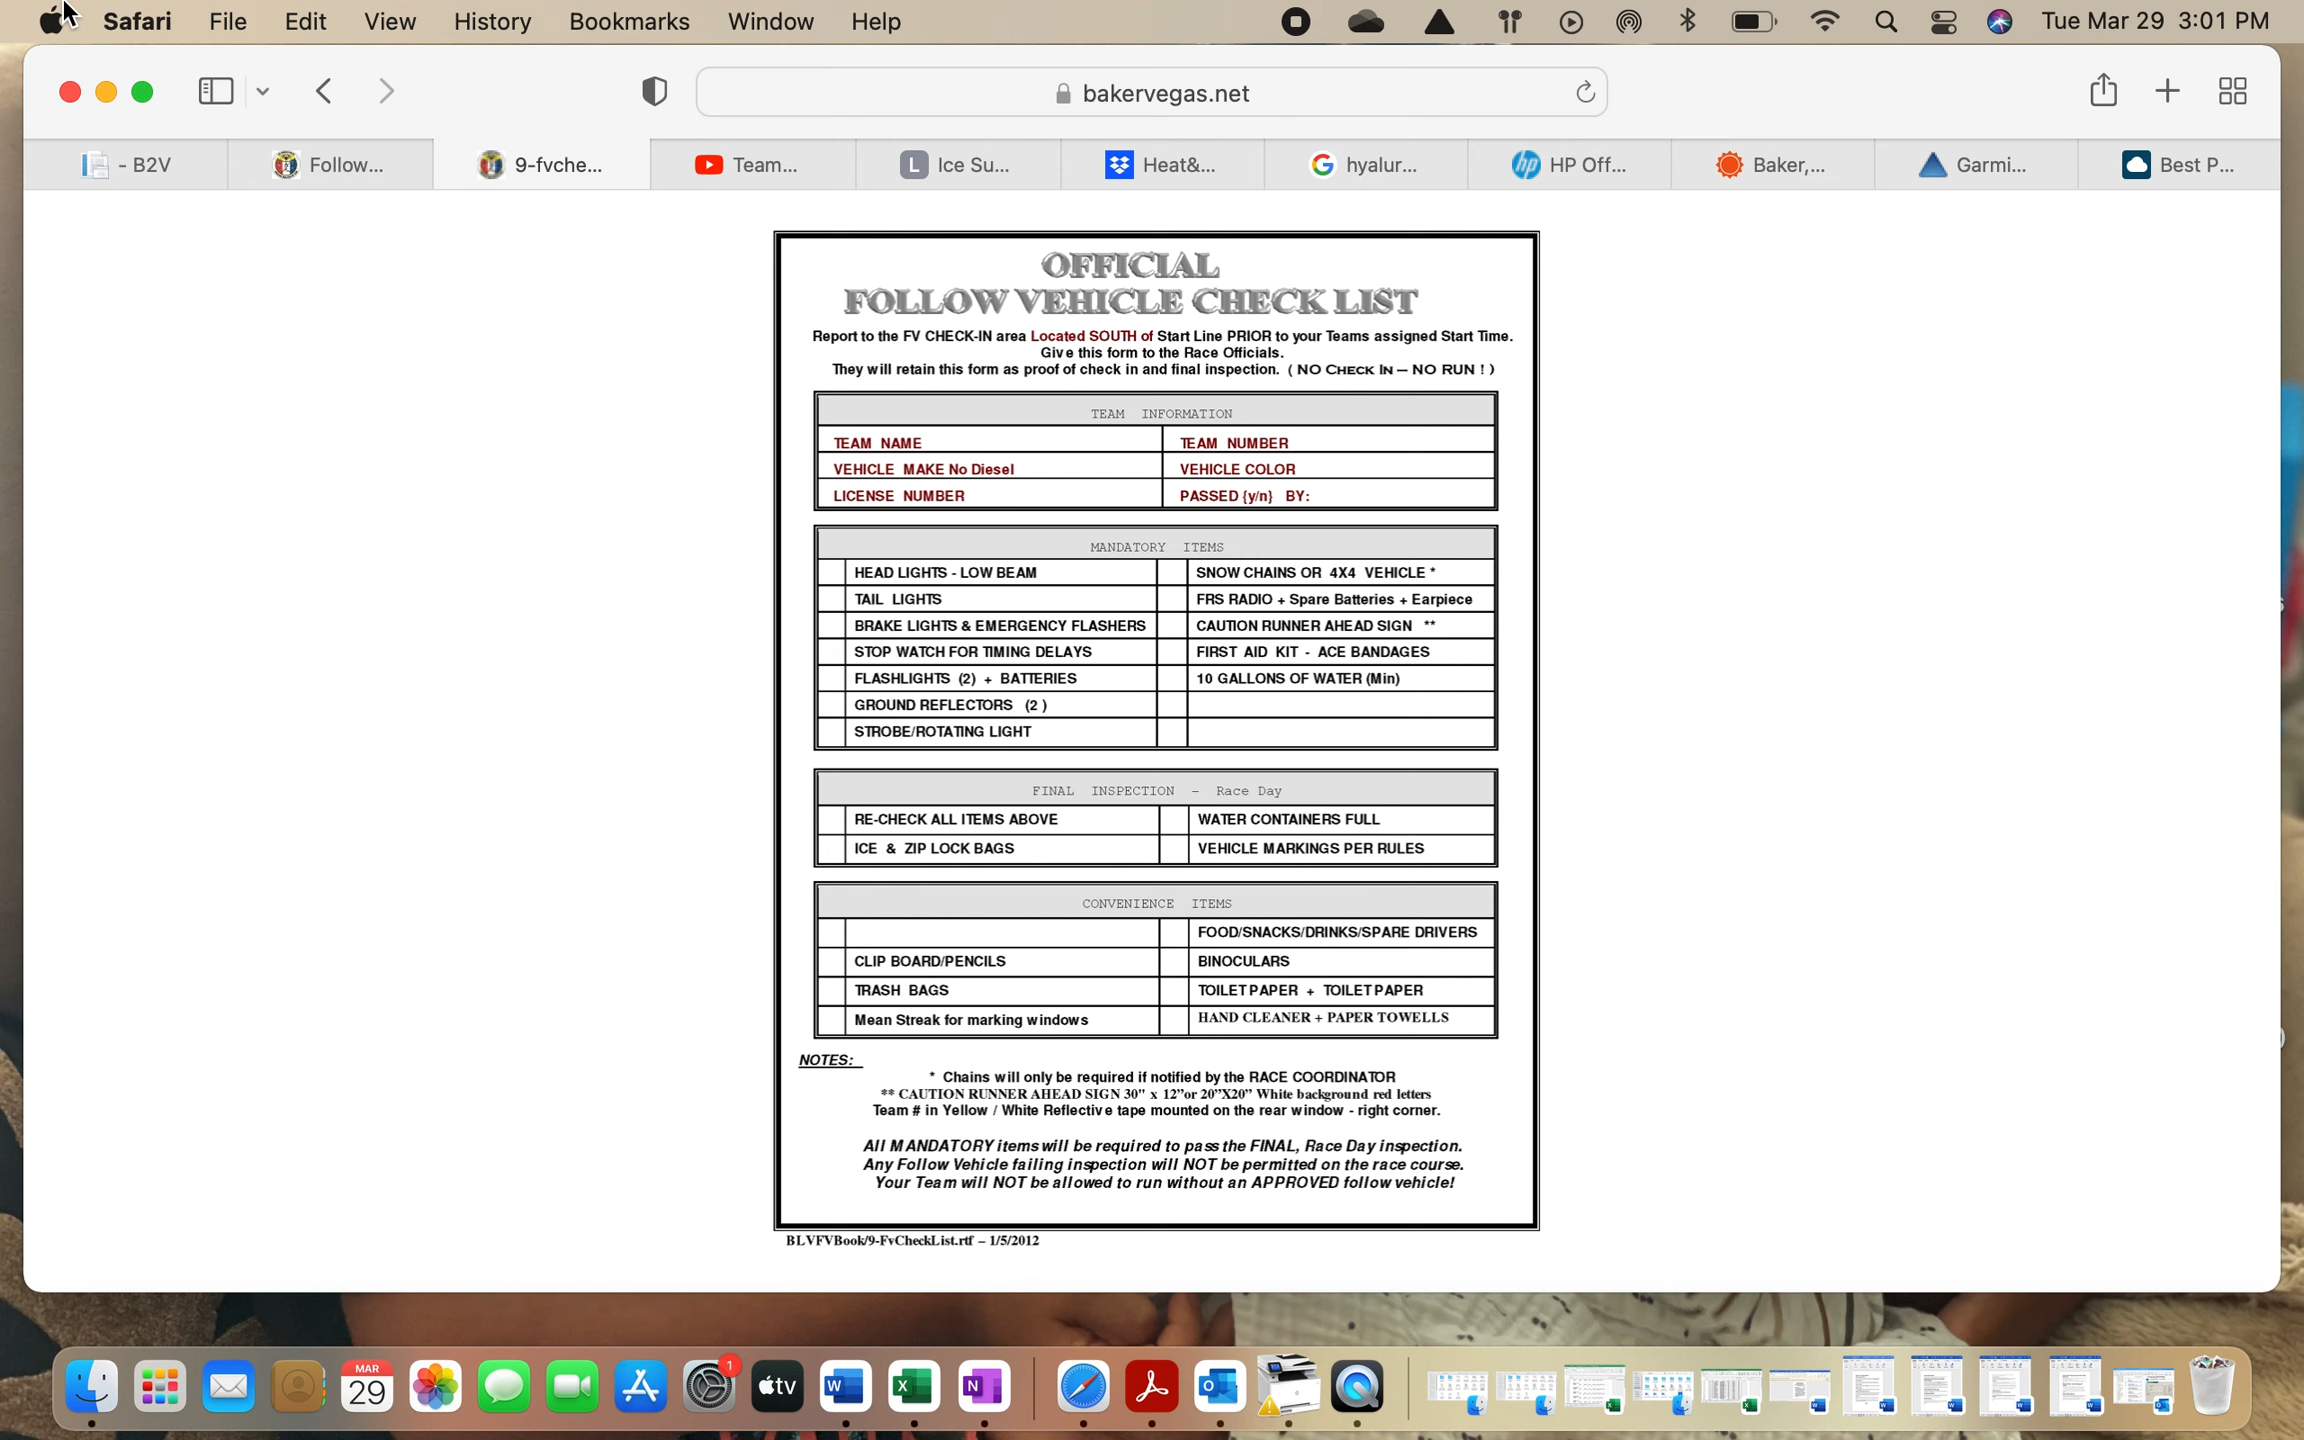 Safari File Edit View History Bookmarks Window Help Tue Mar 29 3:01 PM
bakervegas.net
- B2V Follow... 9-fvche... Team... L Ice Su... Heat&... hyalur... HP Off... Baker,... Garmi... Best P...
OFFICIAL
FOLLOW VEHICLE CHECK LIST
Report to the FV CHECK-IN area Located SOUTH of Start Line PRIOR to your Teams assigned Start Time.
Give this form to the Race Officials.
They will retain this form as proof of check in and final inspection. ( NO CHECK IN – NO RUN ! )
TEAM INFORMATION
TEAM NAME TEAM NUMBER
VEHICLE MAKE No Diesel VEHICLE COLOR
LICENSE NUMBER PASSED {y/n} BY:
MANDATORY ITEMS
HEAD LIGHTS - LOW BEAM SNOW CHAINS OR 4X4 VEHICLE *
TAIL LIGHTS FRS RADIO + Spare Batteries + Earpiece
BRAKE LIGHTS & EMERGENCY FLASHERS CAUTION RUNNER AHEAD SIGN **
STOP WATCH FOR TIMING DELAYS FIRST AID KIT - ACE BANDAGES
FLASHLIGHTS (2) + BATTERIES 10 GALLONS OF WATER (Min)
GROUND REFLECTORS (2 )
STROBE/ROTATING LIGHT
FINAL INSPECTION – Race Day
RE-CHECK ALL ITEMS ABOVE WATER CONTAINERS FULL
ICE & ZIP LOCK BAGS VEHICLE MARKINGS PER RULES
CONVENIENCE ITEMS
FOOD/SNACKS/DRINKS/SPARE DRIVERS
CLIP BOARD/PENCILS BINOCULARS
TRASH BAGS TOILET PAPER + TOILET PAPER
Mean Streak for marking windows HAND CLEANER + PAPER TOWELLS
NOTES:
* Chains will only be required if notified by the RACE COORDINATOR
** CAUTION RUNNER AHEAD SIGN 30" x 12”or 20”X20” White background red letters
Team # in Yellow / White Reflective tape mounted on the rear window - right corner.
All MANDATORY items will be required to pass the FINAL, Race Day inspection.
Any Follow Vehicle failing inspection will NOT be permitted on the race course.
Your Team will NOT be allowed to run without an APPROVED follow vehicle!
BLVFVBook/9-FvCheckList.rtf – 1/5/2012
MAR
29 1 tv W X N O